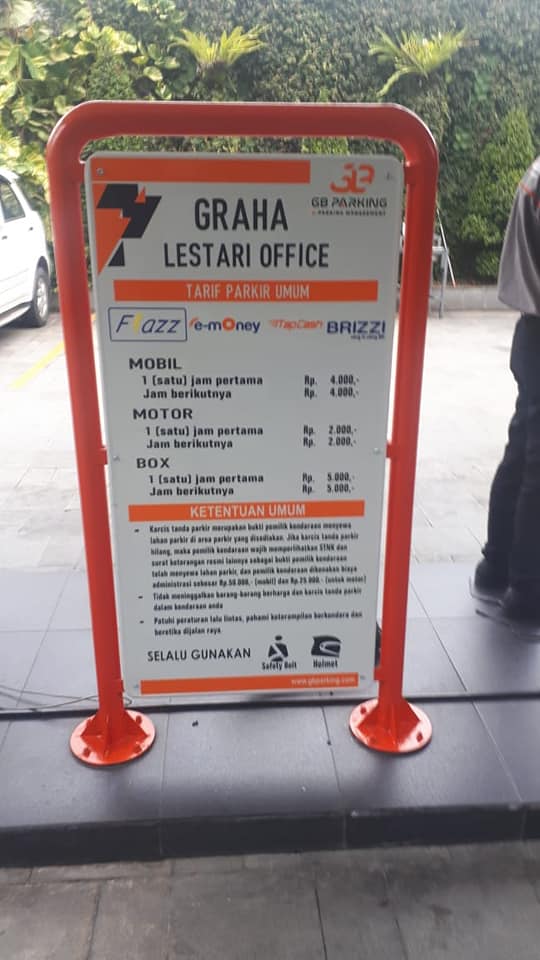 GB PARKING
PARKING MANAGEMENT
GRAHA
LESTARI OFFICE
TARIF PARKIR UMUM
Flazz e-money TapCash BRIZZI
MOBIL
1 (satu) jam pertama Rp. 4.000,-
Jam berikutnya Rp. 4.000,-
MOTOR
1 (satu) jam pertama Rp. 2.000,-
Jam berikutnya Rp. 2.000,-
BOX
1 (satu) jam pertama Rp. 5.000,-
Jam berikutnya Rp. 5.000,-
KETENTUAN UMUM
- Karcis tanda parkir merupakan bukti pemilik kendaraan menyewa
lahan parkir di area parkir yang disediakan. Jika karcis tanda parkir
hilang, maka pemilik kendaraan wajib memperlihatkan STNK dan
surat keterangan resmi lainnya sebagai bukti pemilik kendaraan
telah menyewa lahan parkir, dan pemilik kendaraan dikenakan biaya
administrasi sebesar Rp.50.000,- (mobil) dan Rp.25.000,- (untuk motor)
- Tidak meninggalkan barang-barang berharga dan karcis tanda parkir
dalam kendaraan anda
- Patuhi peraturan lalu lintas, pahami keterampilan berkendara dan
beretika dijalan raya
SELALU GUNAKAN Safety Belt Helmet
www.gbparking.com